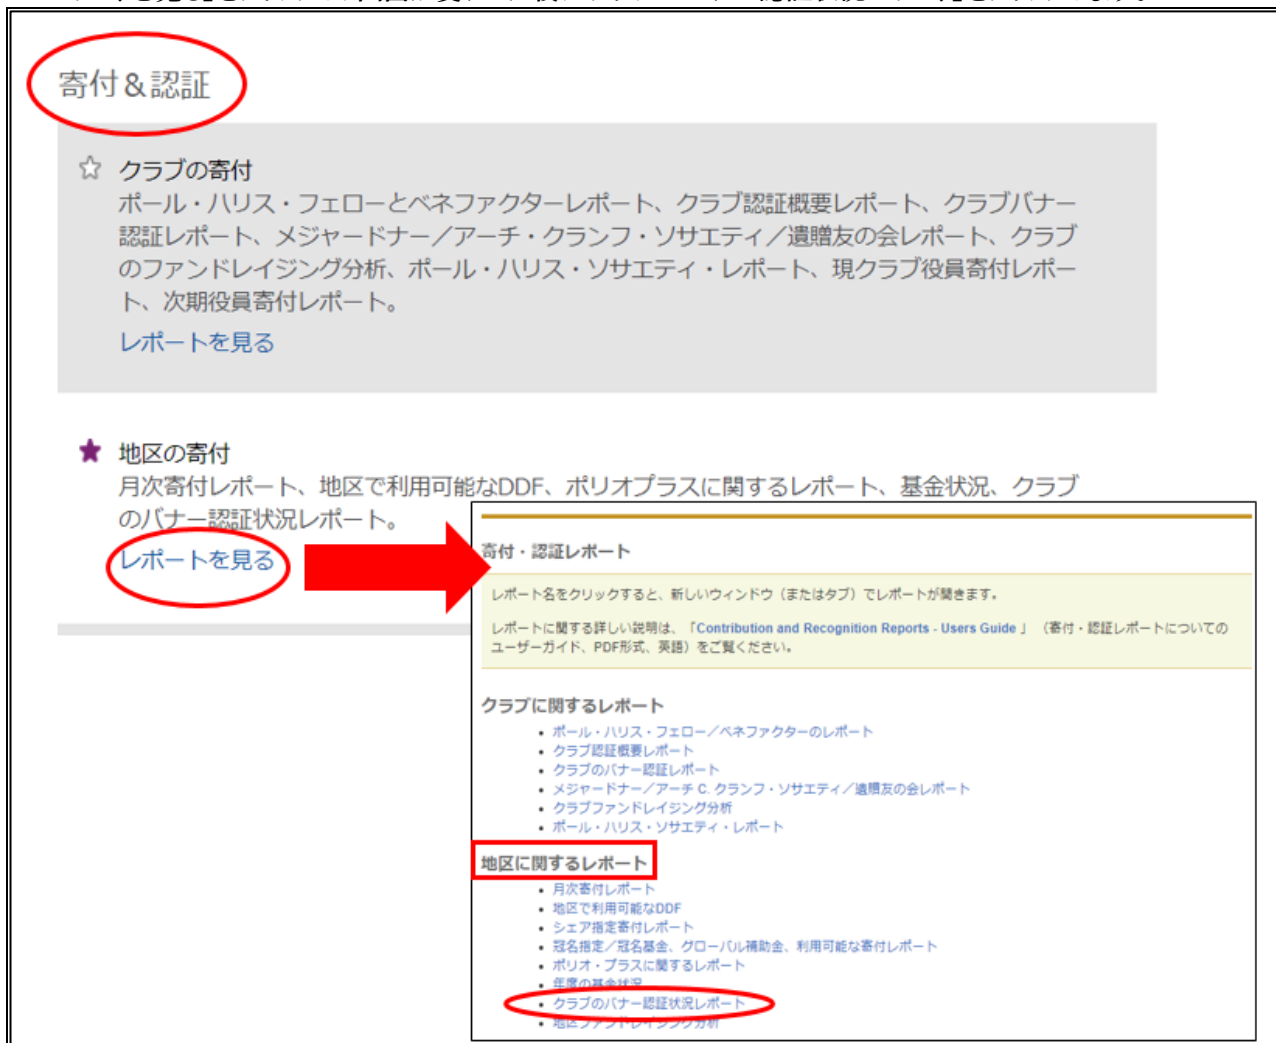 寄付＆認証
クラブの寄付
ポール・ハリス・フェローとベネファクターレポート、クラブ認証概要レポート、クラブバナー
認証レポート、メジャードナー／アーチ・クランフ・ソサエティ／遺贈友の会レポート、クラブ
のファンドレイジング分析、ポール・ハリス・ソサエティ・レポート、現クラブ役員寄付レポー
ト、次期役員寄付レポート。
レポートを見る
地区の寄付
月次寄付レポート、地区で利用可能なDDF、ポリオプラスに関するレポート、基金状況、クラブ
のバナー認証状況レポート。
レポートを見る
寄付・認証レポート
レポート名をクリックすると、新しいウィンドウ（またはタブ）でレポートが開きます。
レポートに関する詳しい説明は、「Contribution and Recognition Reports - Users Guide 」 （寄付・認証レポートについての
ユーザーガイド、PDF形式、英語）をご覧ください。
クラブに関するレポート
• ポール・ハリス・フェロー／ベネファクターのレポート
• クラブ認証概要レポート
• クラブのバナー認証レポート
• メジャードナー／アーチ C. クランフ・ソサエティ／遺贈友の会レポート
• クラブファンドレイジング分析
• ポール・ハリス・ソサエティ・レポート
地区に関するレポート
• 月次寄付レポート
• 地区で利用可能なDDF
• シェア指定寄付レポート
• 冠名指定／冠名基金、グローバル補助金、利用可能な寄付レポート
• ポリオ・プラスに関するレポート
• 年度の基金状況
• クラブのバナー認証状況レポート
• 地区ファンドレイジング分析